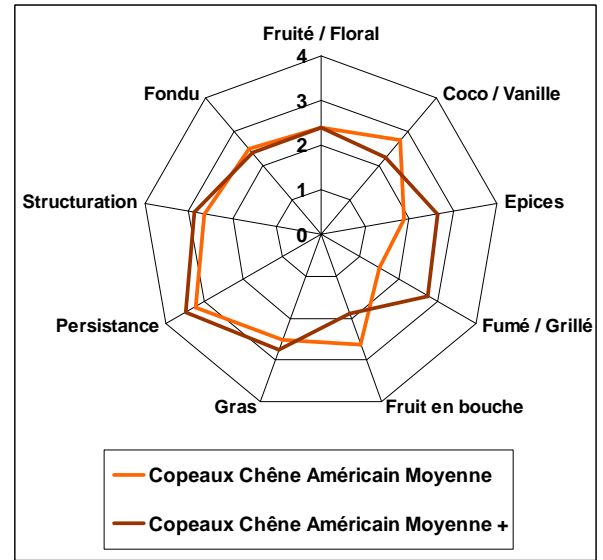 Fruité / Floral
4
Fondu
Coco / Vanille
3
2
Structuration
1
Epices
0
Persistance
Fumé / Grillé
Gras
Fruit en bouche
Copeaux Chêne Américain Moyenne
Copeaux Chêne Américain Moyenne +